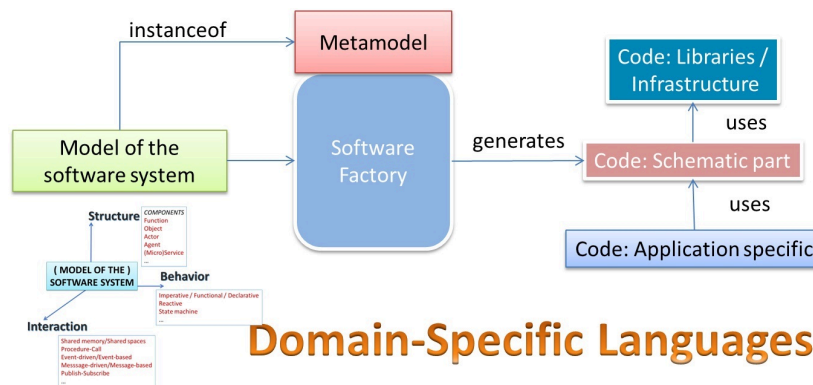 instanceof
Metamodel
Code: Libraries /
Infrastructure
uses
Model of the
software system
Software
Factory
generates
Code: Schematic part
uses
Code: Application specific
Structure
COMPONENTS
Function
Object
Actor
Agent
(Micro)Service
...
( MODEL OF THE )
SOFTWARE SYSTEM
Behavior
Imperative / Functional / Declarative
Reactive
State machine
...
Interaction
Shared memory/Shared spaces
Procedure-Call
Event-driven/Event-based
Messsage-driven/Message-based
Publish-Subscribe
...
Domain-Specific Languages